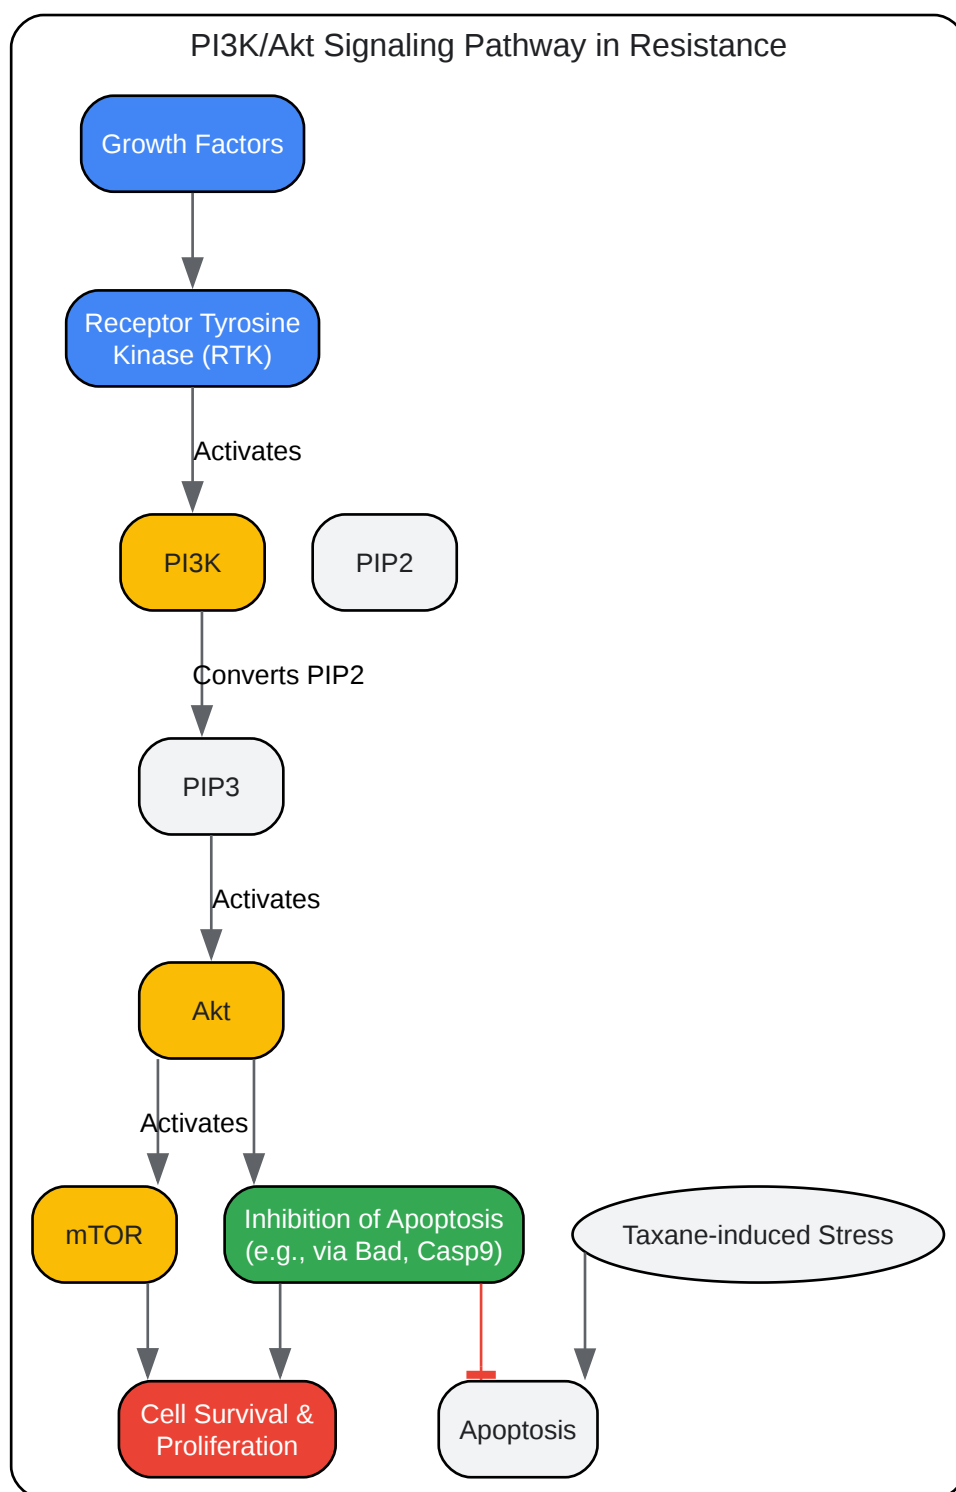 PI3K/Akt Signaling Pathway in Resistance
Growth Factors
Receptor Tyrosine
Kinase (RTK)
Activates
PI3K
PIP2
Converts PIP2
PIP3
Activates
Akt
Activates
mTOR
Inhibition of Apoptosis
(e.g., via Bad, Casp9)
Taxane-induced Stress
Cell Survival &
Proliferation
Apoptosis